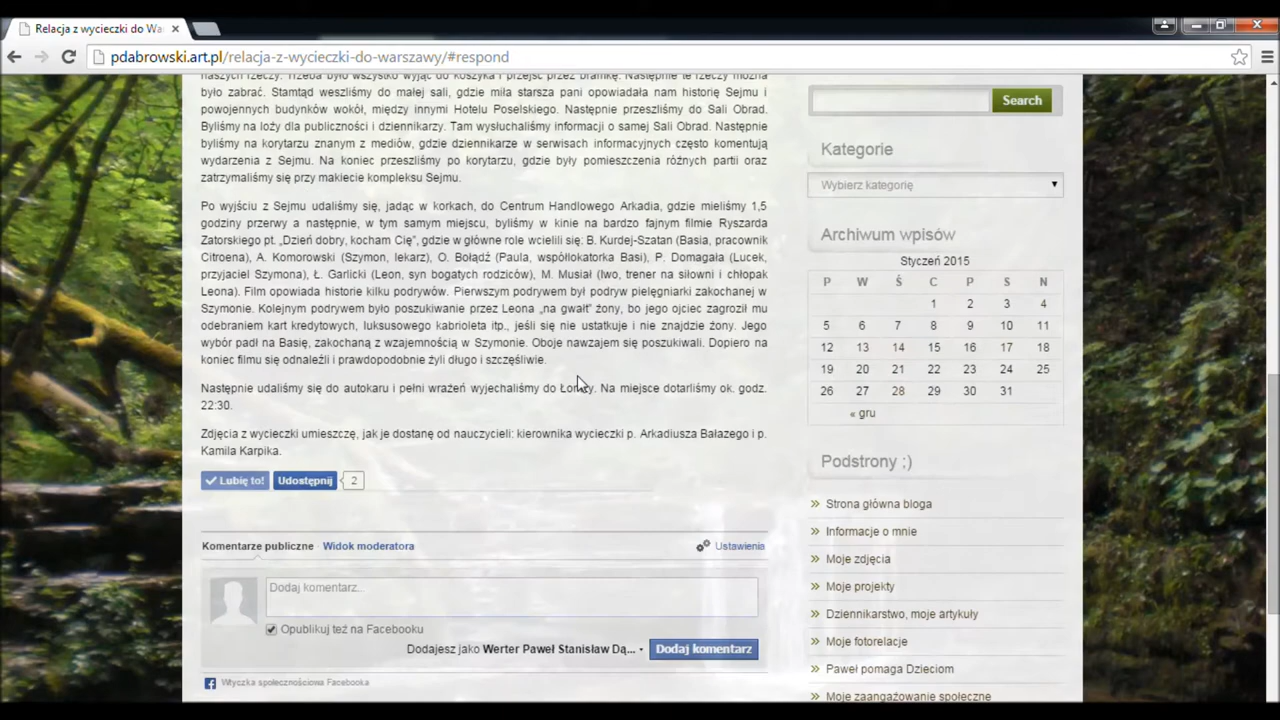 Relacja z wycieczki do Wa
pdabrowski.art.pl/relacja-z-wycieczki-do-warszawy/#respond
naszych rzeczy. Trzeba było wszystko wyjąć do koszyka i przejść przez bramkę. Następnie te rzeczy można
było zabrać. Stamtąd weszliśmy do małej sali, gdzie miła starsza pani opowiadała nam historię Sejmu i
powojennych budynków wokół, między innymi Hotelu Poselskiego. Następnie przeszliśmy do Sali Obrad.
Byliśmy na loży dla publiczności i dziennikarzy. Tam wysłuchaliśmy informacji o samej Sali Obrad. Następnie
byliśmy na korytarzu znanym z mediów, gdzie dziennikarze w serwisach informacyjnych często komentują
wydarzenia z Sejmu. Na koniec przeszliśmy po korytarzu, gdzie były pomieszczenia różnych partii oraz
zatrzymaliśmy się przy makiecie kompleksu Sejmu.
Po wyjściu z Sejmu udaliśmy się, jadąc w korkach, do Centrum Handlowego Arkadia, gdzie mieliśmy 1,5
godziny przerwy a następnie, w tym samym miejscu, byliśmy w kinie na bardzo fajnym filmie Ryszarda
Zatorskiego pt. „Dzień dobry, kocham Cię”, gdzie w główne role wcielili się: B. Kurdej-Szatan (Basia, pracownik
Citroena), A. Komorowski (Szymon, lekarz), O. Bołądź (Paula, współlokatorka Basi), P. Domagała (Lucek,
przyjaciel Szymona), Ł. Garlicki (Leon, syn bogatych rodziców), M. Musiał (Iwo, trener na siłowni i chłopak
Leona). Film opowiada historie kilku podrywów. Pierwszym podrywem był podryw pielęgniarki zakochanej w
Szymonie. Kolejnym podrywem było poszukiwanie przez Leona „na gwałt” żony, bo jego ojciec zagroził mu
odebraniem kart kredytowych, luksusowego kabrioleta itp., jeśli się nie ustatkuje i nie znajdzie żony. Jego
wybór padł na Basię, zakochaną z wzajemnością w Szymonie. Oboje nawzajem się poszukiwali. Dopiero na
koniec filmu się odnaleźli i prawdopodobnie żyli długo i szczęśliwie.
Następnie udaliśmy się do autokaru i pełni wrażeń wyjechaliśmy do Łomży. Na miejsce dotarliśmy ok. godz.
22:30.
Zdjęcia z wycieczki umieszczę, jak je dostanę od nauczycieli: kierownika wycieczki p. Arkadiusza Bałazego i p.
Kamila Karpika.
Lubię to! Udostępnij 2
Komentarze publiczne Widok moderatora Ustawienia
Dodaj komentarz...
Opublikuj też na Facebooku
Dodajesz jako Werter Paweł Stanisław Dą... Dodaj komentarz
Wtyczka społecznościowa Facebooka
Search
Kategorie
Wybierz kategorię
Archiwum wpisów
Styczeń 2015
P W Ś C P S N
1 2 3 4
5 6 7 8 9 10 11
12 13 14 15 16 17 18
19 20 21 22 23 24 25
26 27 28 29 30 31
« gru
Podstrony ;)
Strona główna bloga
Informacje o mnie
Moje zdjęcia
Moje projekty
Dziennikarstwo, moje artykuły
Moje fotorelacje
Paweł pomaga Dzieciom
Moje zaangażowanie społeczne